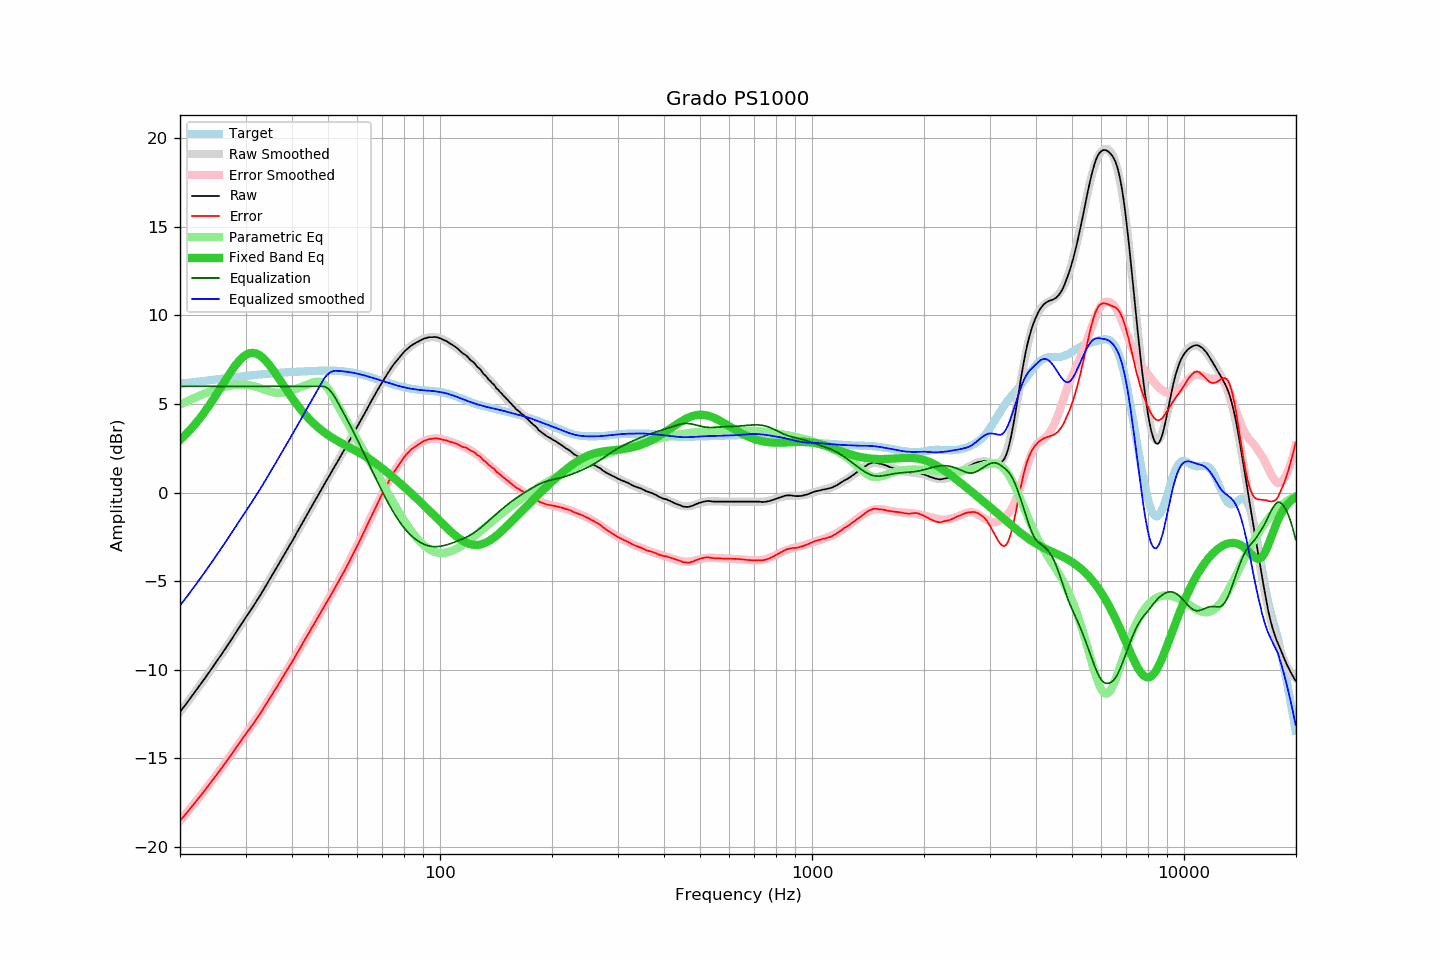 Grado PS1000
Target
Raw Smoothed
Error Smoothed
Raw
Error
Parametric Eq
Fixed Band Eq
Equalization
Equalized smoothed
Amplitude (dBr)
20
15
10
5
0
−5
−10
−15
−20
100
1000
10000
Frequency (Hz)